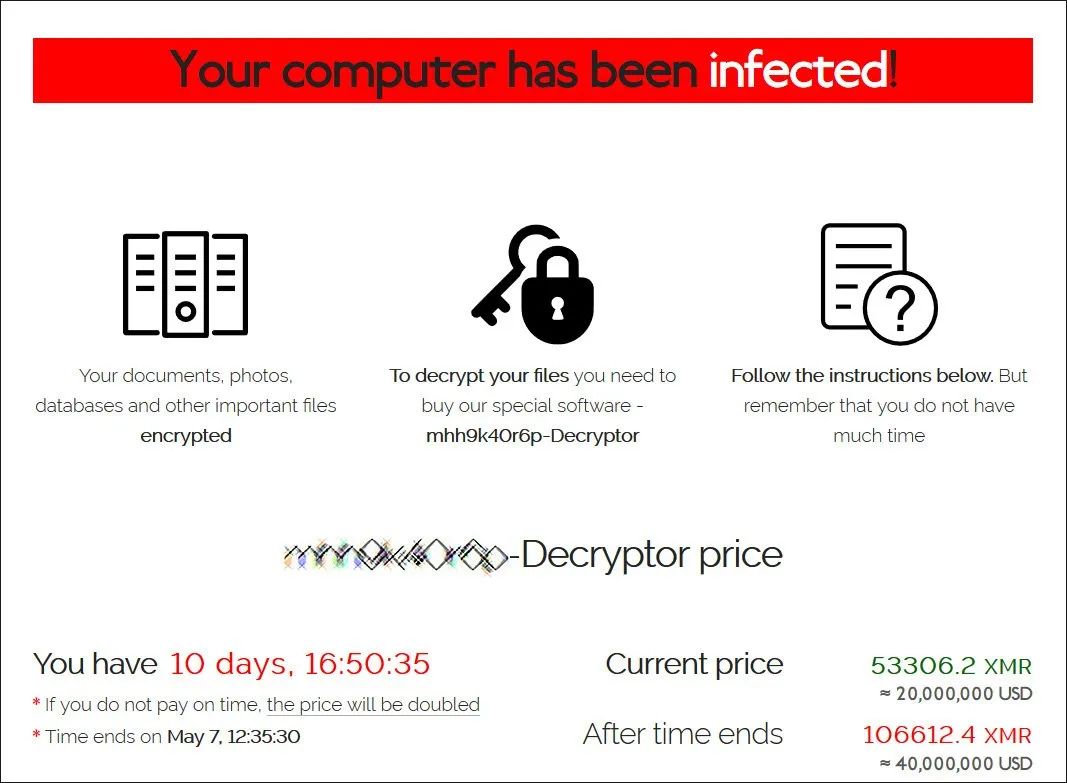 Your computer has been infected!
Your documents, photos,
databases and other important files
encrypted
To decrypt your files you need to
buy our special software -
mhh9k40r6p-Decryptor
Follow the instructions below. But
remember that you do not have
much time
-Decryptor price
You have 10 days, 16:50:35
* If you do not pay on time, the price will be doubled
* Time ends on May 7, 12:35:30
Current price 53306.2 XMR
≈ 20,000,000 USD
After time ends 106612.4 XMR
≈ 40,000,000 USD